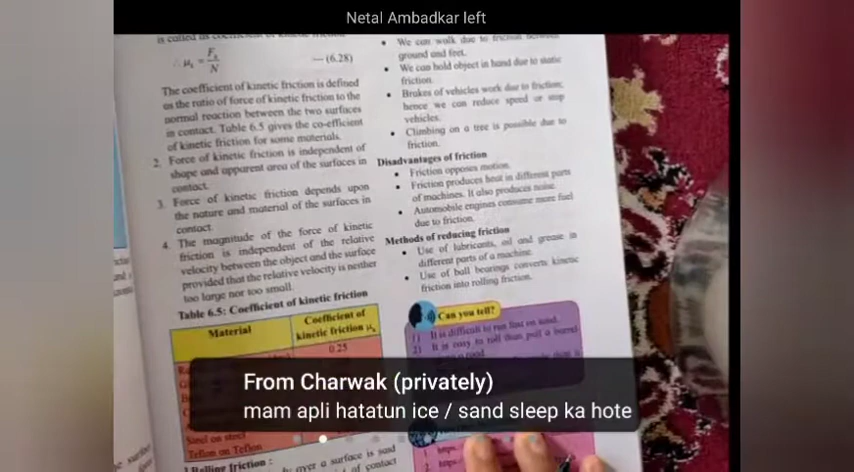 Netal Ambadkar left
is called as coefficient of kinetic friction
∴ μk = Fk / N --- (6.28)
The coefficient of kinetic friction is defined
as the ratio of force of kinetic friction to the
normal reaction between the two surfaces
in contact. Table 6.5 gives the co-efficient
of kinetic friction for some materials.
2. Force of kinetic friction is independent of
shape and apparent area of the surfaces in
contact.
3. Force of kinetic friction depends upon
the nature and material of the surfaces in
contact.
4. The magnitude of the force of kinetic
friction is independent of the relative
velocity between the object and the surface
provided that the relative velocity is neither
too large nor too small.
Table 6.5: Coefficient of kinetic friction
Material
Coefficient of
kinetic friction μk
0.25
Steel on steel
Teflon on Teflon
Rolling friction :
over a surface is said
of contact
• We can walk due to friction between
ground and feet.
• We can hold object in hand due to static
friction.
• Brakes of vehicles work due to friction;
hence we can reduce speed or stop
vehicles.
• Climbing on a tree is possible due to
friction.
Disadvantages of friction
• Friction opposes motion.
• Friction produces heat in different parts
of machines. It also produces noise.
• Automobile engines consume more fuel
due to friction.
Methods of reducing friction
• Use of lubricants, oil and grease in
different parts of a machine.
• Use of ball bearings converts kinetic
friction into rolling friction.
Can you tell?
1) It is difficult to run fast on sand.
2) It is easy to roll than pull a barrel
road.
From Charwak (privately)
mam apli hatatun ice / sand sleep ka hote